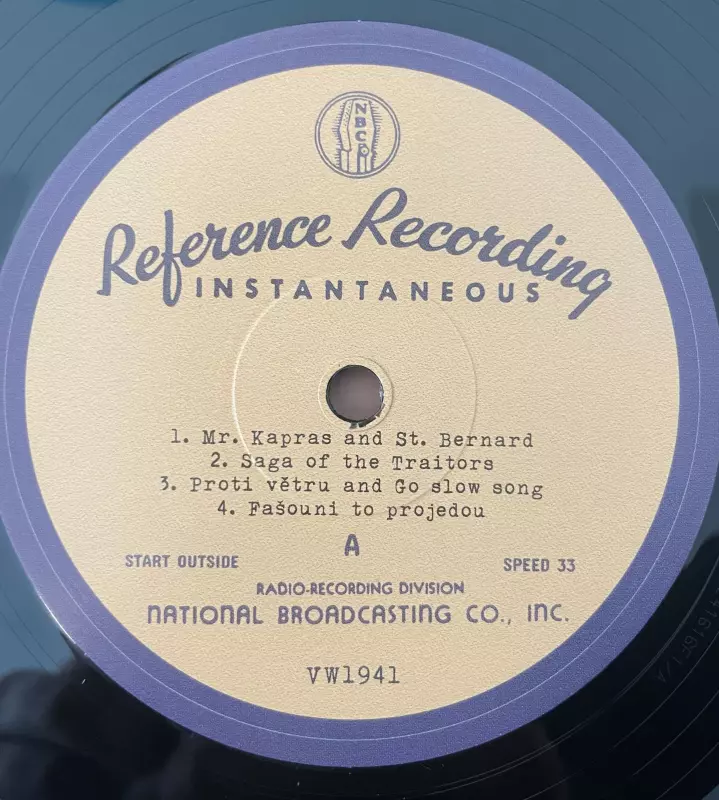 NBC
Reference Recording
INSTANTANEOUS
1. Mr. Kapras and St. Bernard
2. Saga of the Traitors
3. Proti větru and Go slow song
4. Fašouni to projedou
A
START OUTSIDE
SPEED 33
RADIO-RECORDING DIVISION
NATIONAL BROADCASTING CO., INC.
VW1941